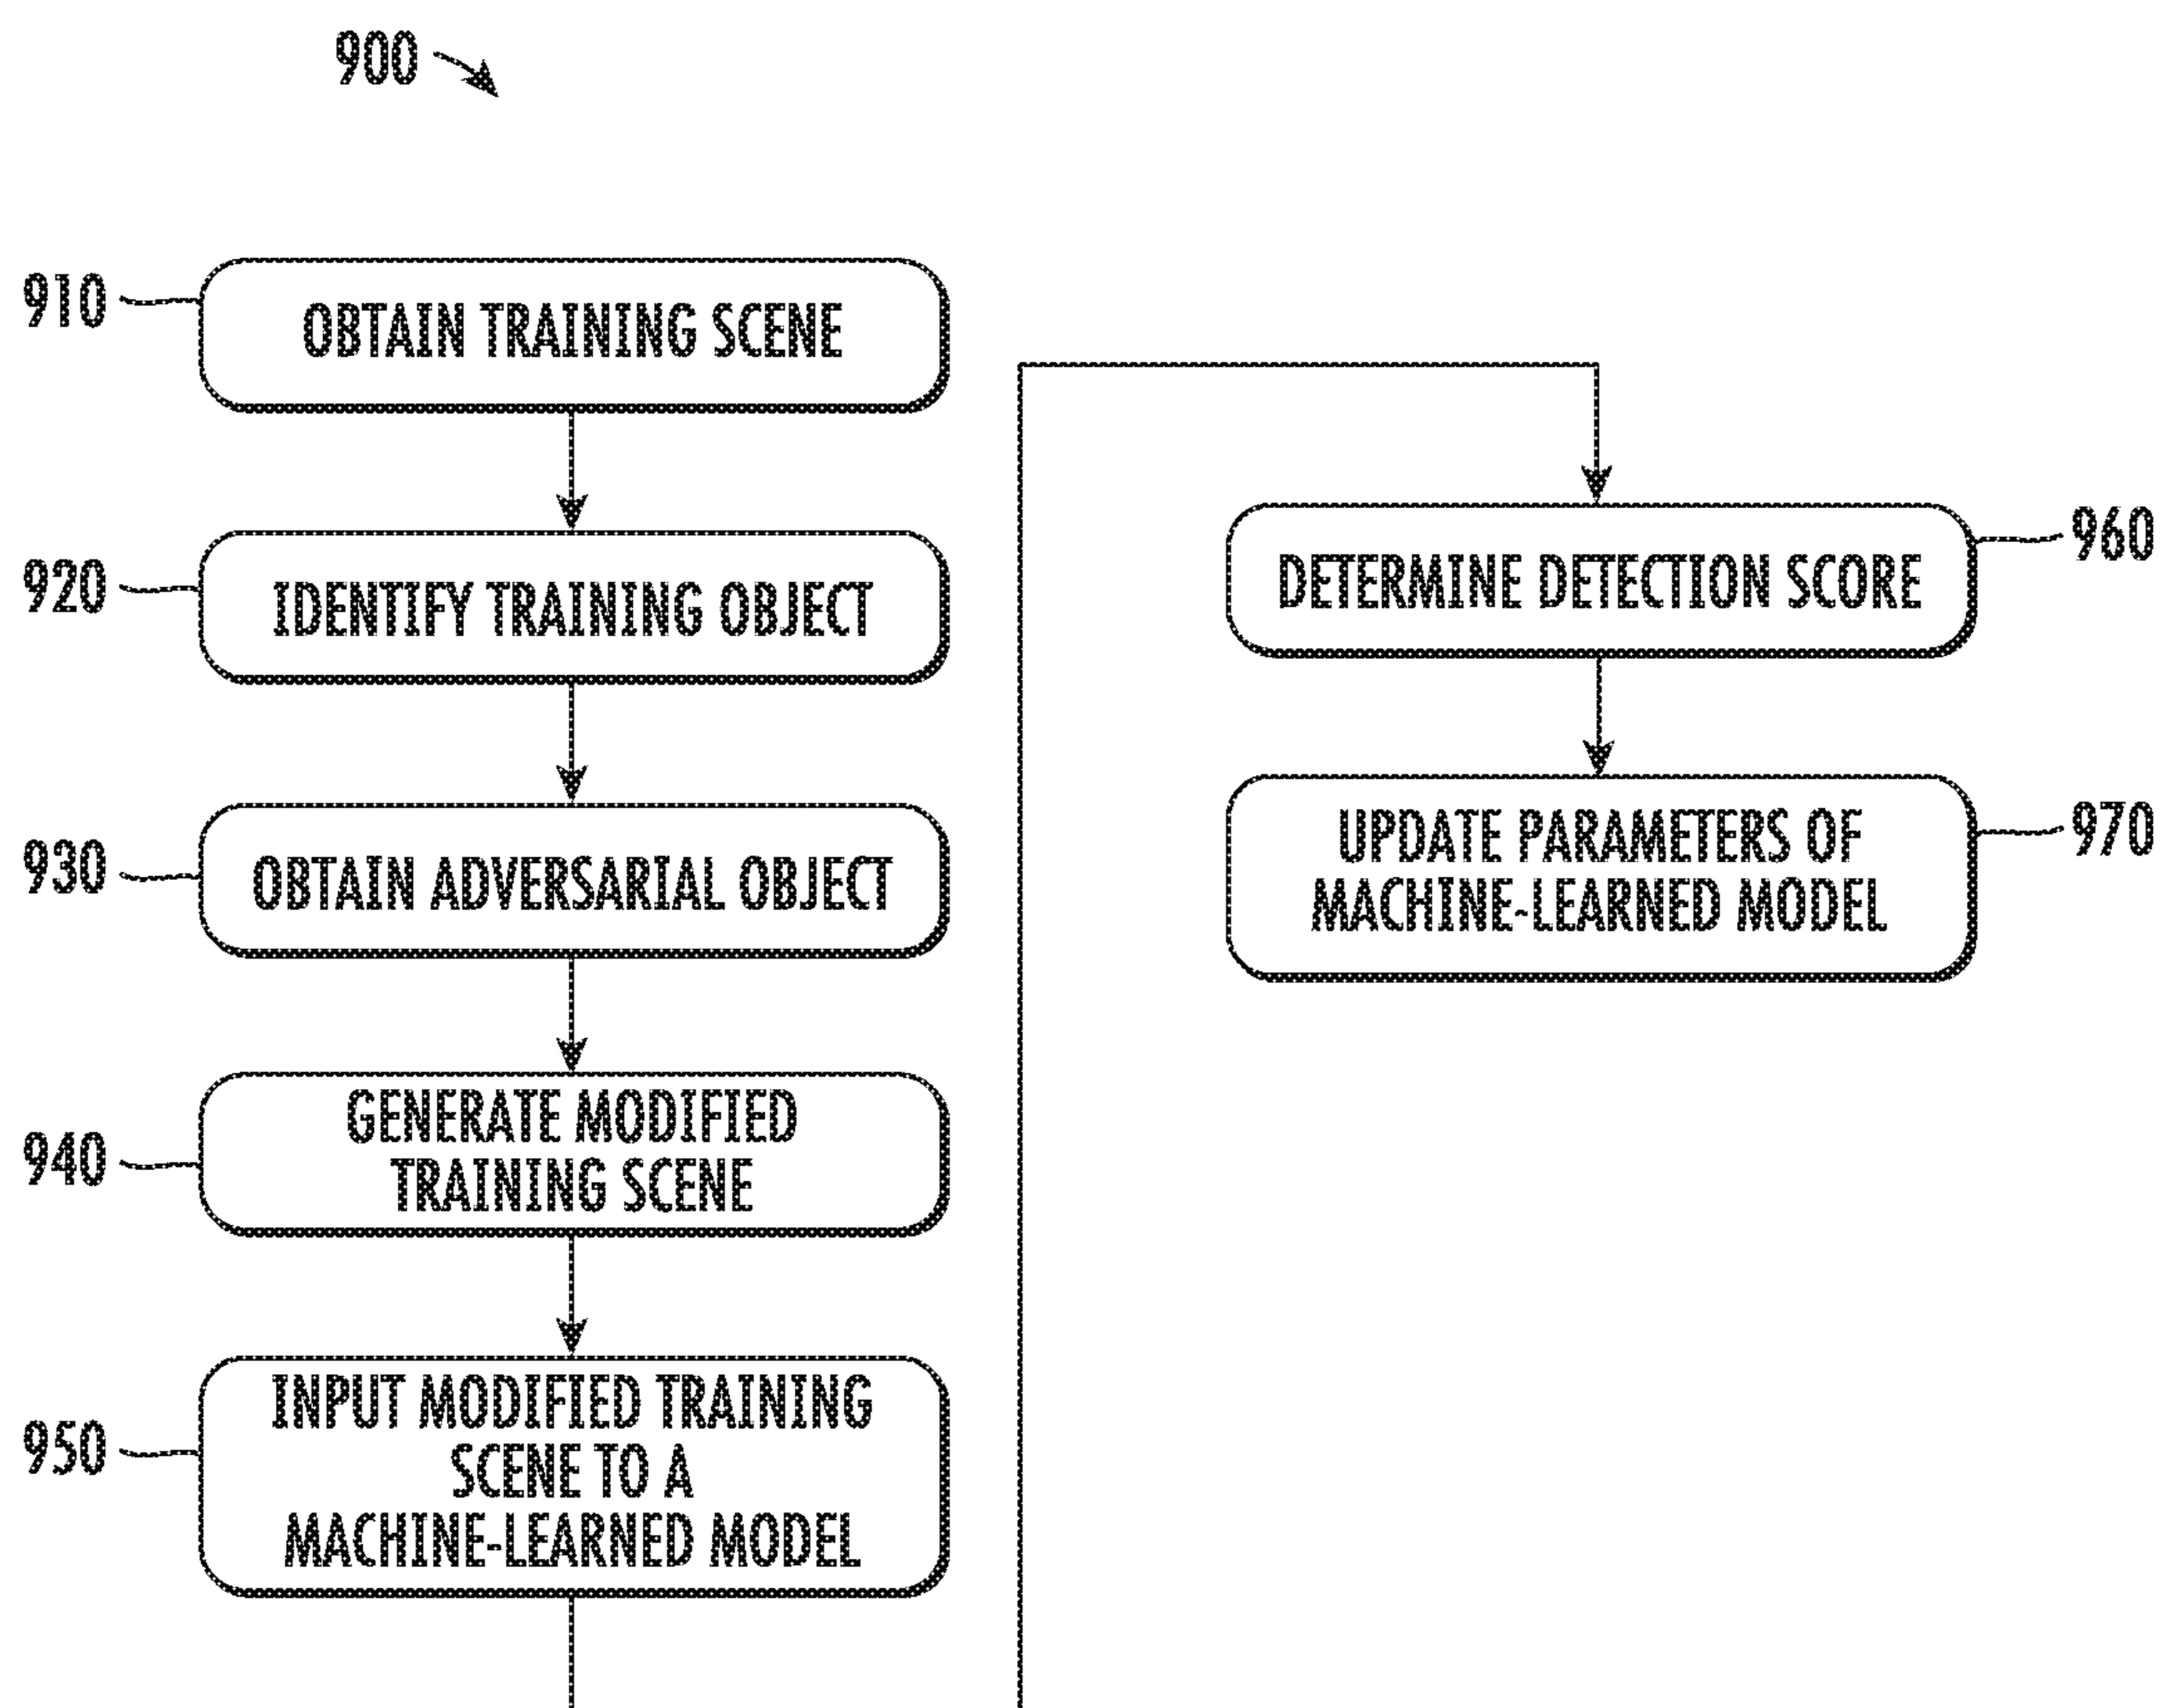 900
910
OBTAIN TRAINING SCENE
920
IDENTIFY TRAINING OBJECT
930
OBTAIN ADVERSARIAL OBJECT
940
GENERATE MODIFIED
TRAINING SCENE
950
INPUT MODIFIED TRAINING
SCENE TO A
MACHINE-LEARNED MODEL
960
DETERMINE DETECTION SCORE
970
UPDATE PARAMETERS OF
MACHINE-LEARNED MODEL